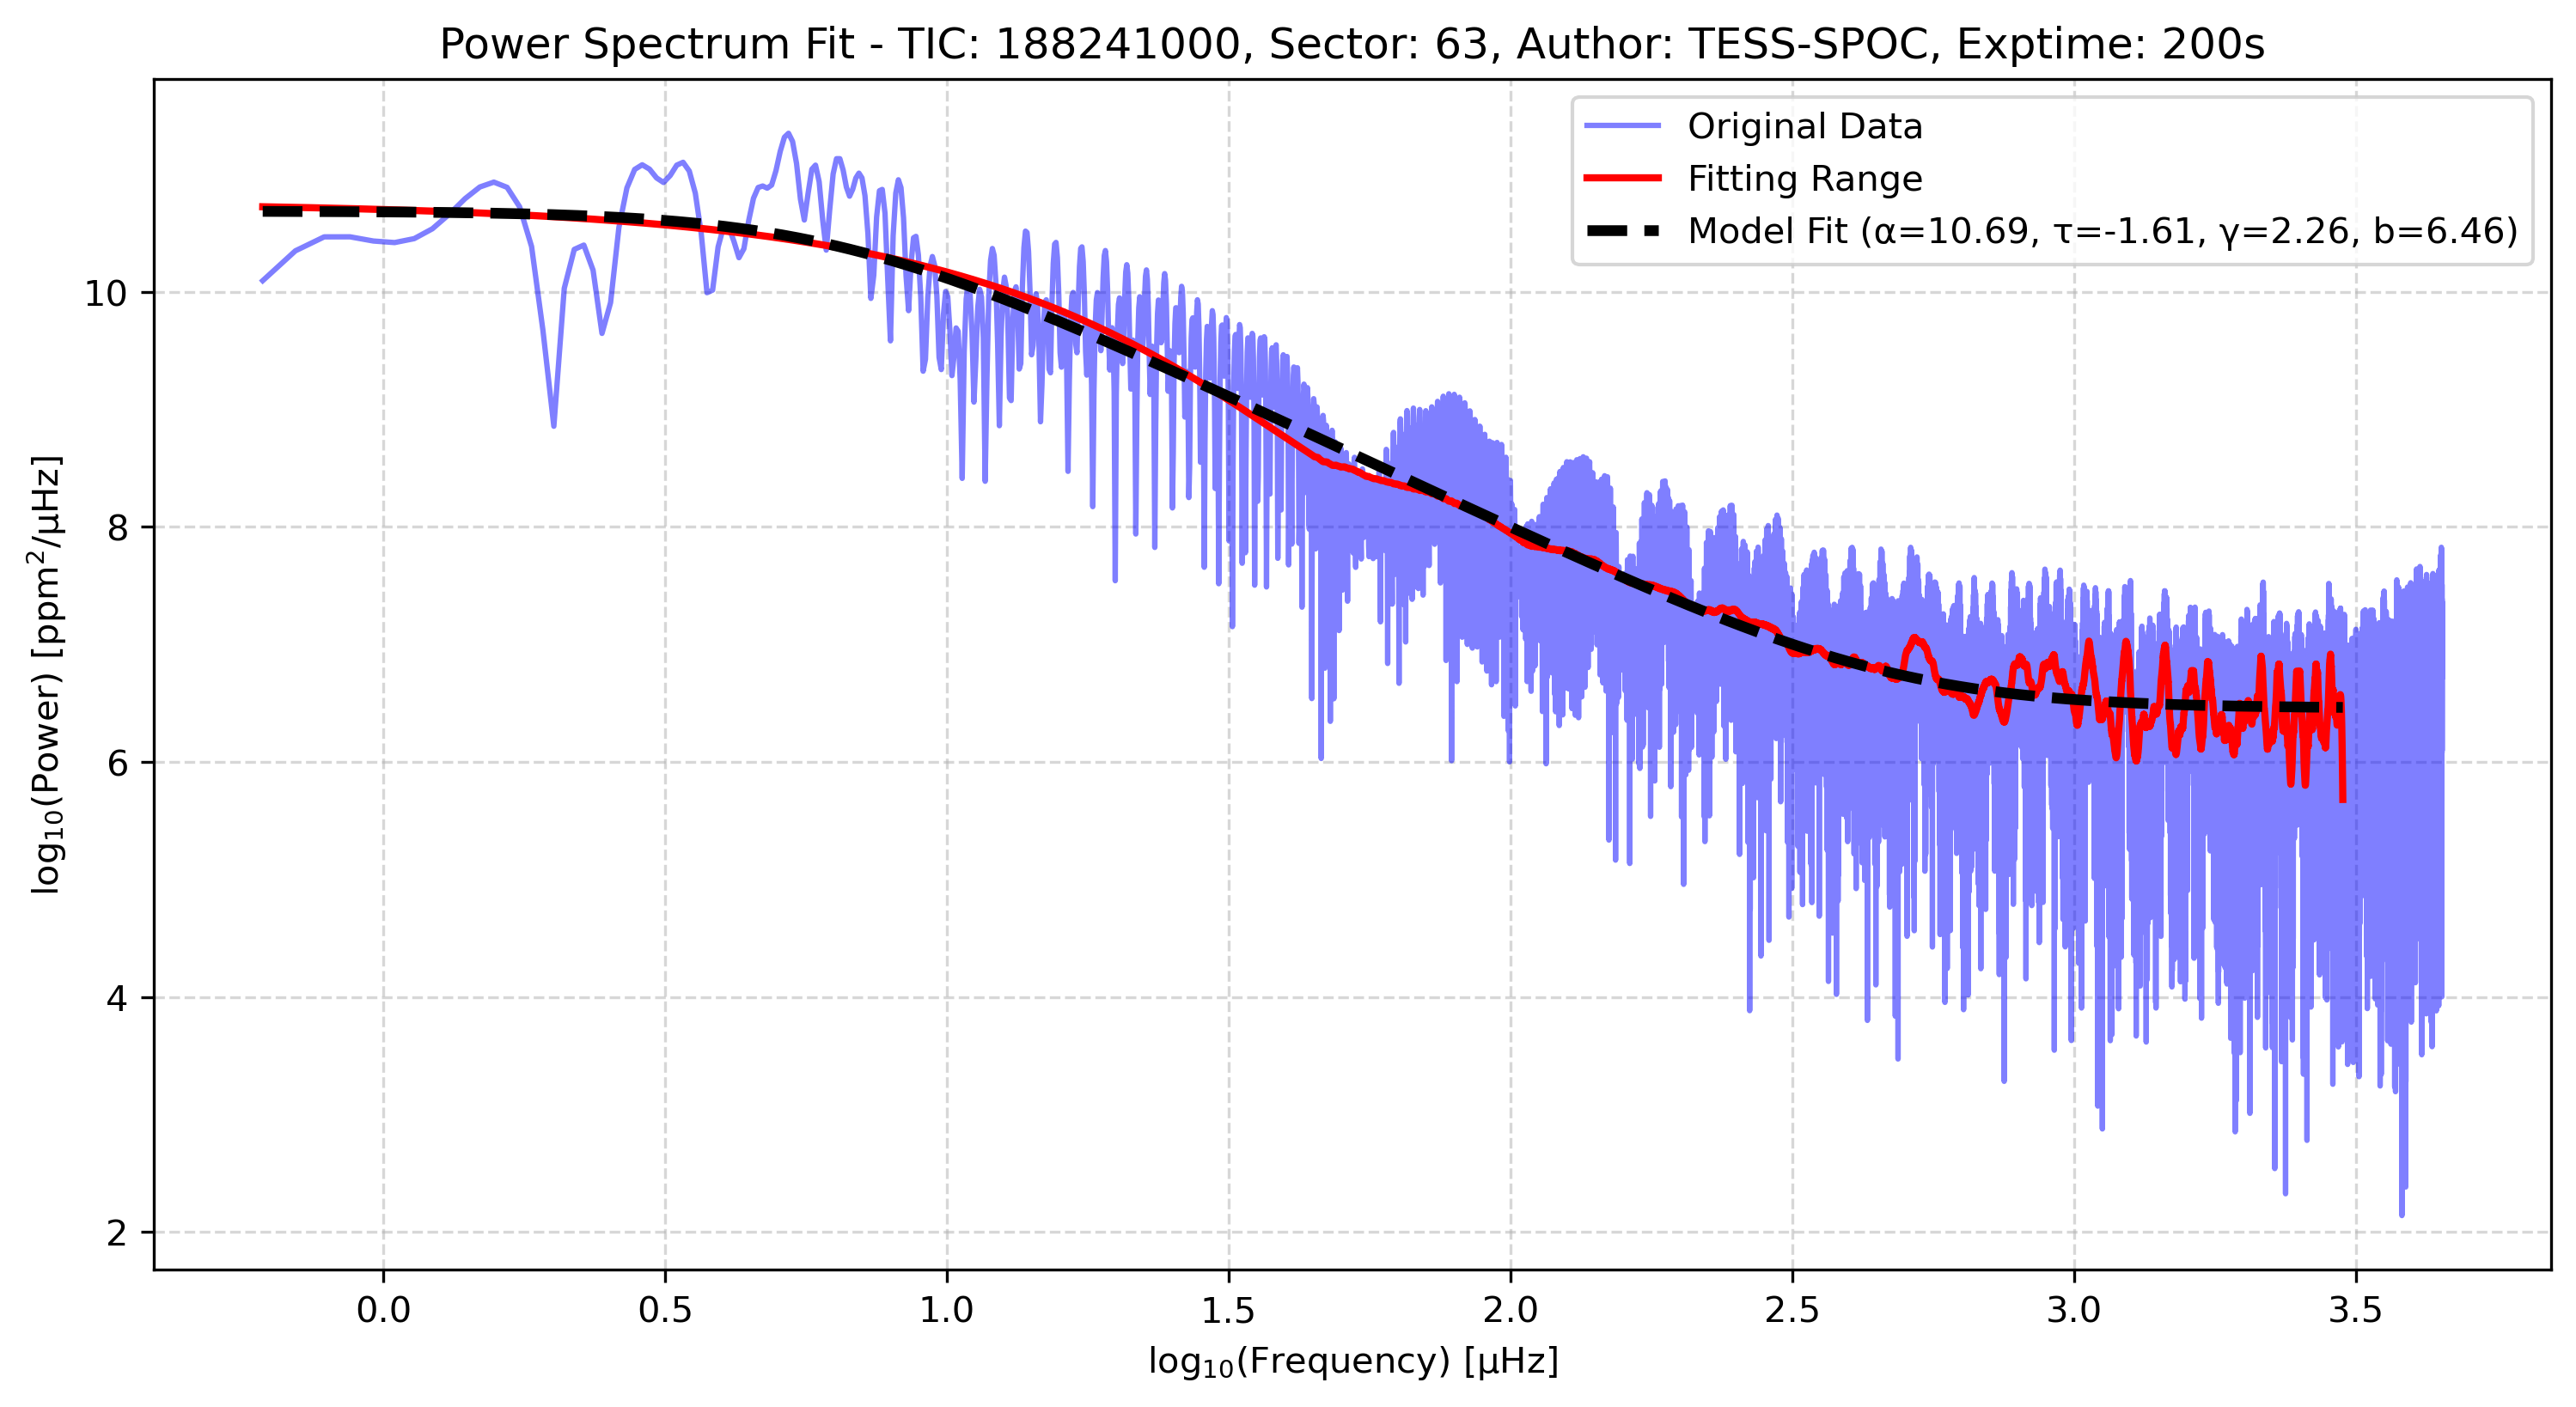 Power Spectrum Fit - TIC: 188241000, Sector: 63, Author: TESS-SPOC, Exptime: 200s
Original Data
Fitting Range
Model Fit (α=10.69, τ=-1.61, γ=2.26, b=6.46)
log₁₀(Power) [ppm²/μHz]
10
8
6
4
2
0.0 0.5 1.0 1.5 2.0 2.5 3.0 3.5
log₁₀(Frequency) [μHz]